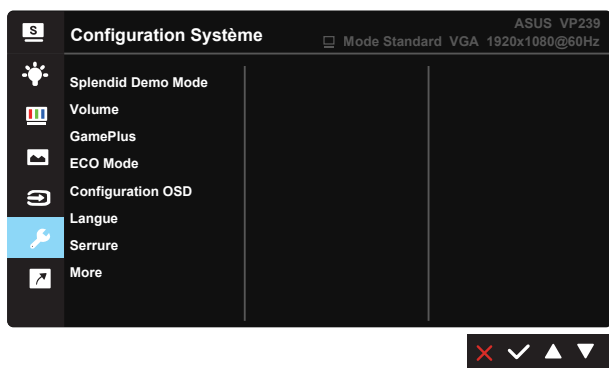 S
Configuration Système
ASUS VP239
Mode Standard VGA 1920x1080@60Hz
Splendid Demo Mode
Volume
GamePlus
ECO Mode
Configuration OSD
Langue
Serrure
More